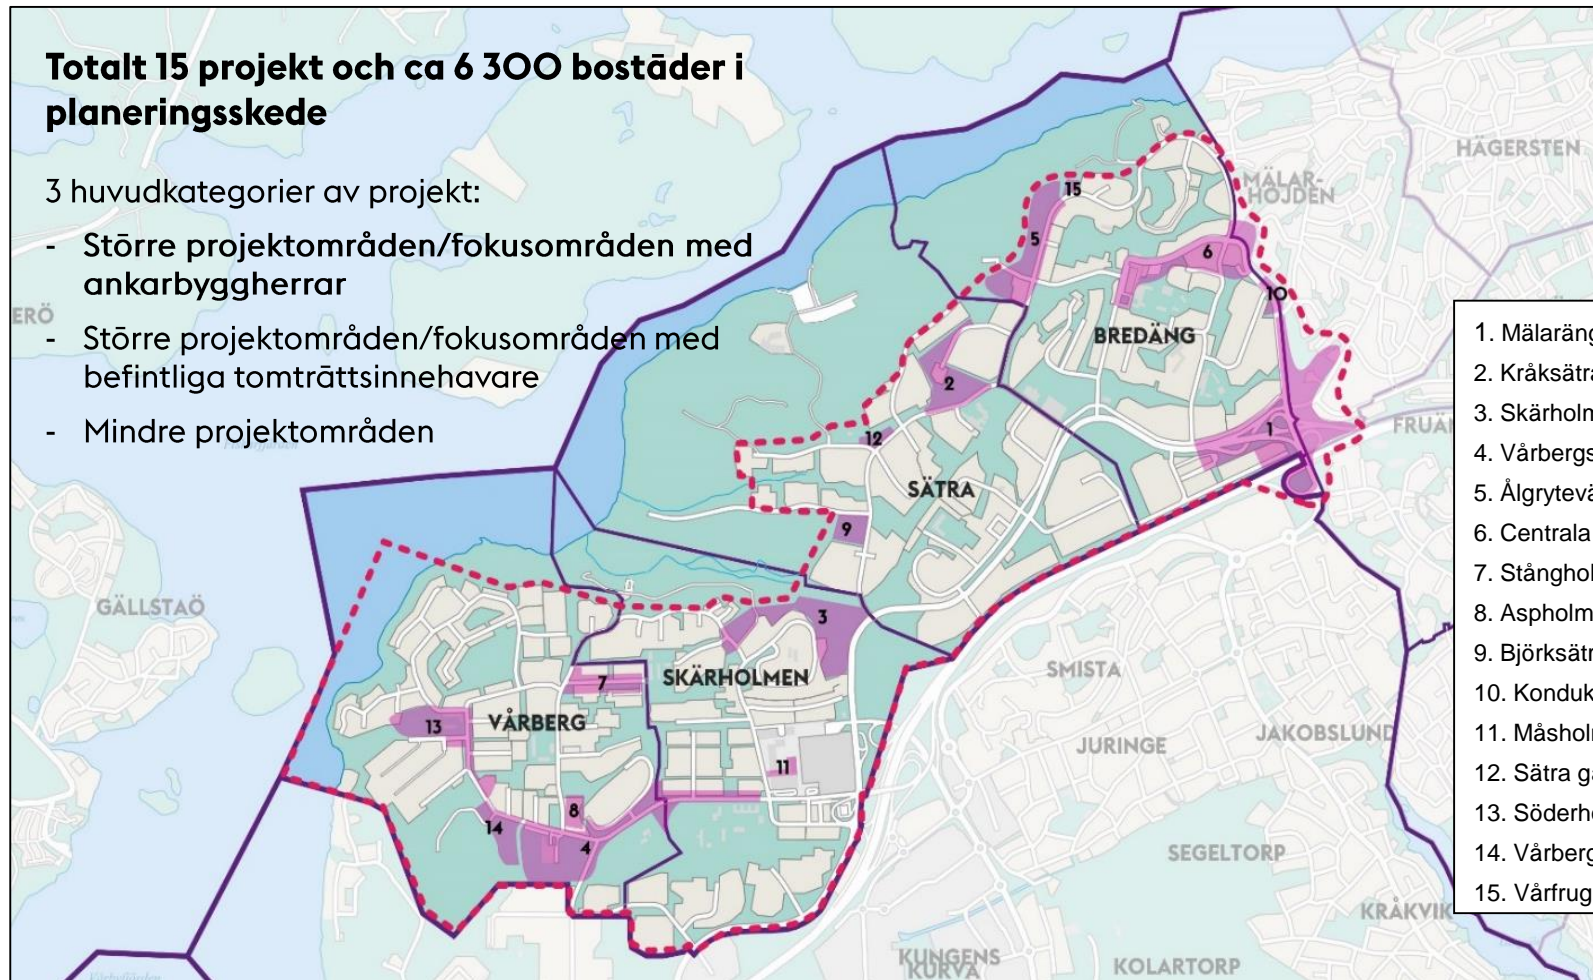 Totalt 15 projekt och ca 6 300 bostäder i
planeringsskede
3 huvudkategorier av projekt:
- Större projektområden/fokusområden med
ankarbyggherrar
- Större projektområden/fokusområden med
befintliga tomträttsinnehavare
- Mindre projektområden
ERÖ
HÄGERSTEN
MÄLAR-
HÖJDEN
15
5
6
10
BREDÄNG
2
1
FRUÄN
12
SÄTRA
9
GÄLLSTAÖ
3
SMISTA
SKÄRHOLMEN
7
13
VÅRBERG
JURINGE
JAKOBSLUND
11
8
14
4
SEGELTORP
KRÅKVIK
KUNGENS
KURVA
KOLARTORP
1. Mälaräng
2. Kråksätra
3. Skärholm
4. Vårbergs
5. Ålgrytevä
6. Centrala
7. Stånghol
8. Aspholm
9. Björksätr
10. Konduk
11. Måsholm
12. Sätra ga
13. Söderho
14. Vårberg
15. Vårfrug